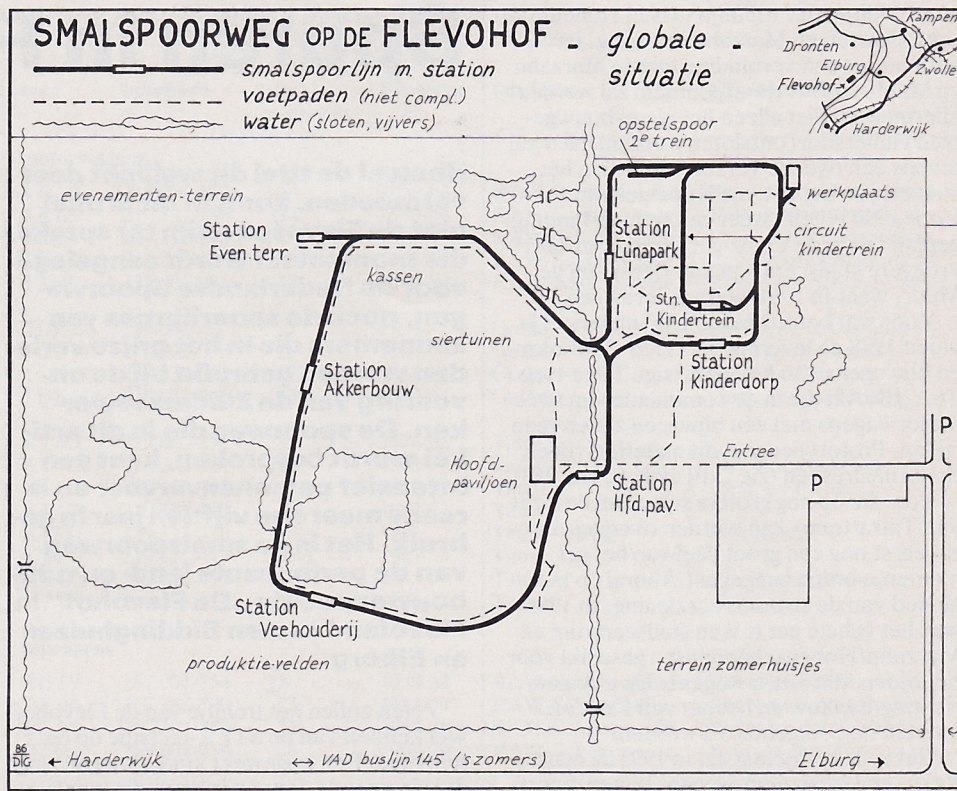 SMALSPOORWEG OP DE FLEVOHOF - globale - situatie
smalspoorlijn m. station
voetpaden (niet compl.)
water (sloten, vijvers)
Kampen
Dronten
Elburg
Flevohof
Zwolle
Harderwijk
opstelspoor
2e trein
evenementen-terrein
werkplaats
Station
Even.terr.
Station
Lunapark
circuit
kindertrein
kassen
Stn.
Kindertrein
siertuinen
Station
Kinderdorp
Station
Akkerbouw
Hoofd-
paviljoen
Entree
P
P
Station
Hfd.pav.
Station
Veehouderij
produktie-velden
terrein zomerhuisjes
86
DIG
← Harderwijk
↔ VAD buslijn 145 ('s zomers)
Elburg →